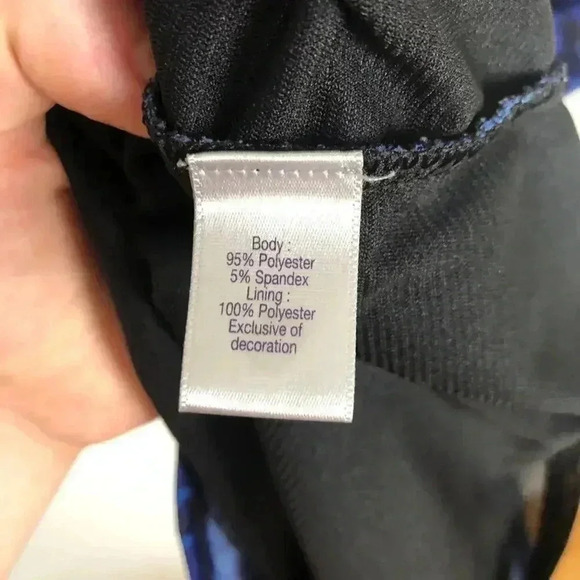 Body :
95% Polyester
5% Spandex
Lining :
100% Polyester
Exclusive of
decoration